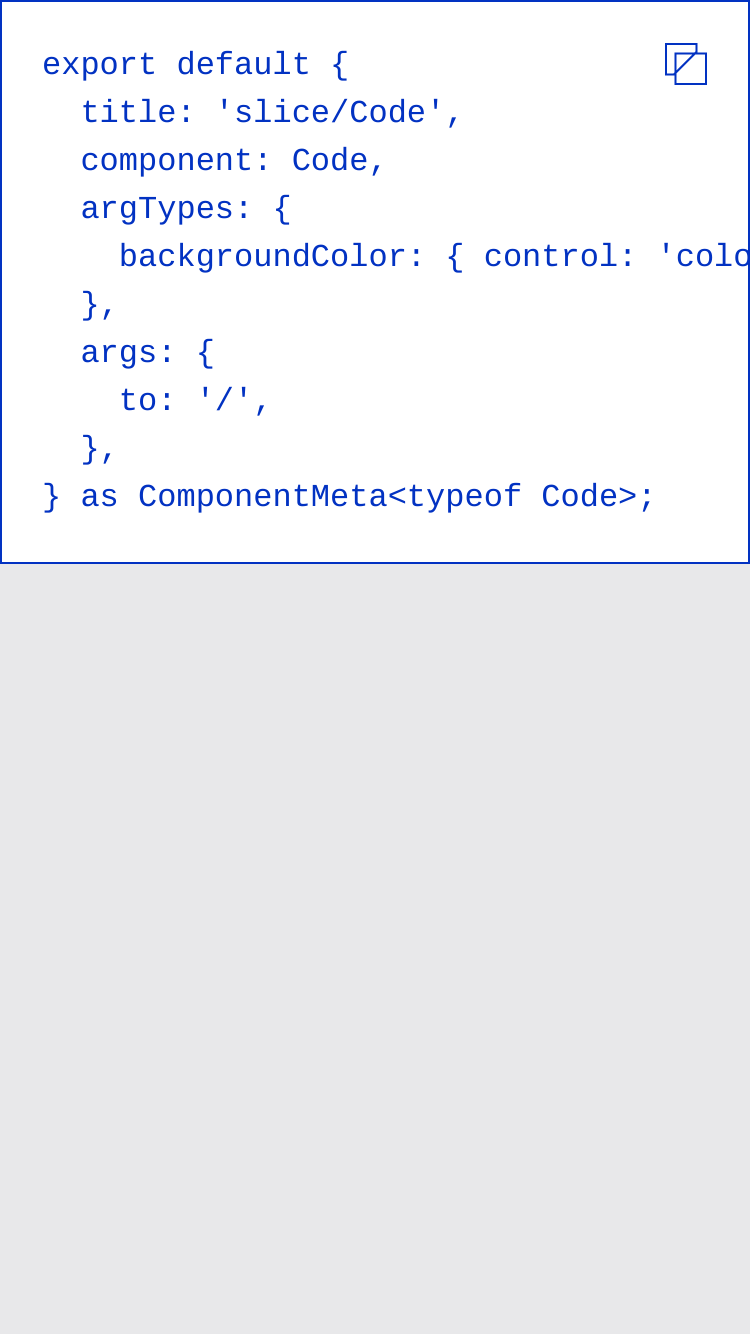 export default {
  title: 'slice/Code',
  component: Code,
  argTypes: {
    backgroundColor: { control: 'colo
  },
  args: {
    to: '/',
  },
} as ComponentMeta<typeof Code>;